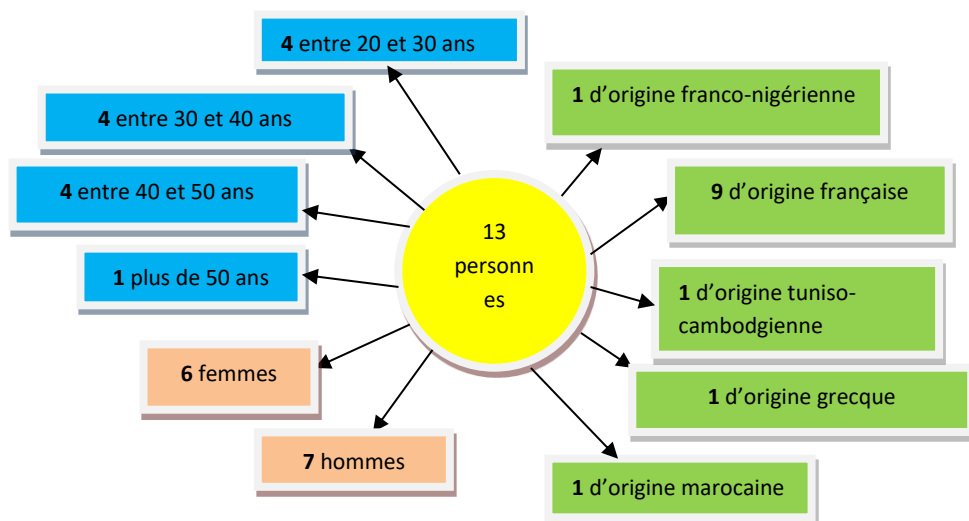 4 entre 20 et 30 ans
1 d’origine franco-nigérienne
4 entre 30 et 40 ans
4 entre 40 et 50 ans
9 d’origine française
13
personn
es
1 plus de 50 ans
1 d’origine tuniso-
cambodgienne
6 femmes
1 d’origine grecque
7 hommes
1 d’origine marocaine